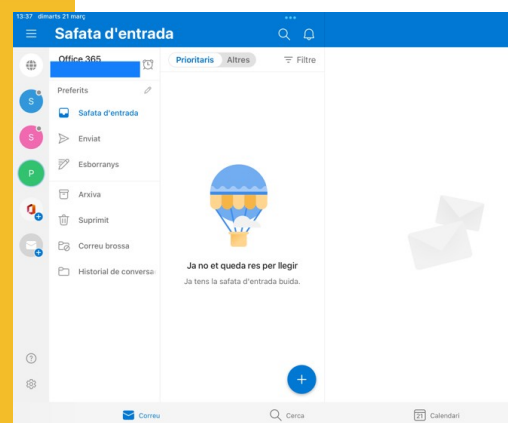 13:37 dimarts 21 març
Safata d'entrada
Office 365
Prioritaris Altres Filtre
Preferits
S
Safata d'entrada
S
Enviat
P
Esborranys
Arxiva
Suprimit
Correu brossa
Historial de conversa
Ja no et queda res per llegir
Ja tens la safata d'entrada buida.
Correu Cerca 21 Calendari